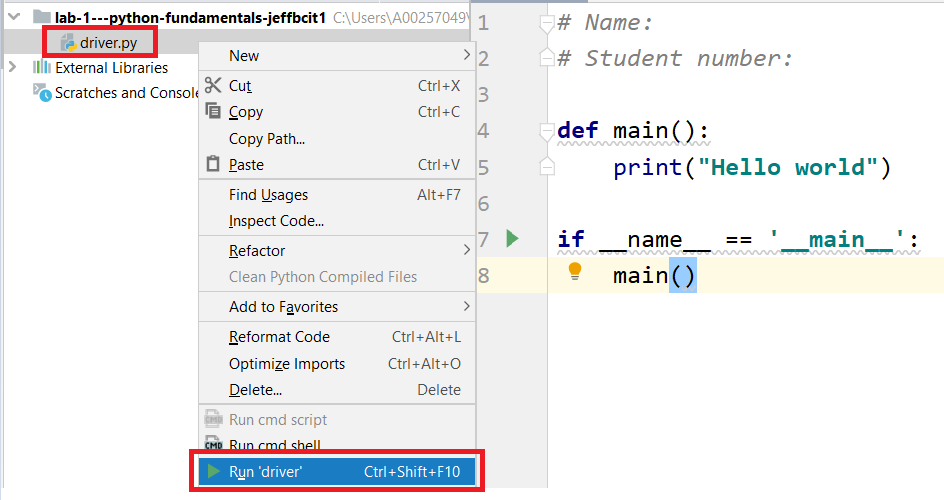 lab-1---python-fundamentals-jeffbcit1 C:\Users\A00257049\
driver.py
External Libraries
Scratches and Console
New
Cut Ctrl+X
Copy Ctrl+C
Copy Path...
Paste Ctrl+V
Find Usages Alt+F7
Inspect Code...
Refactor
Clean Python Compiled Files
Add to Favorites
Reformat Code Ctrl+Alt+L
Optimize Imports Ctrl+Alt+O
Delete... Delete
CMD Run cmd script
CMD Run cmd shell
Run 'driver' Ctrl+Shift+F10
1 # Name:
2 # Student number:
3
4 def main():
5 print("Hello world")
6
7 if __name__ == '__main__':
8 main()